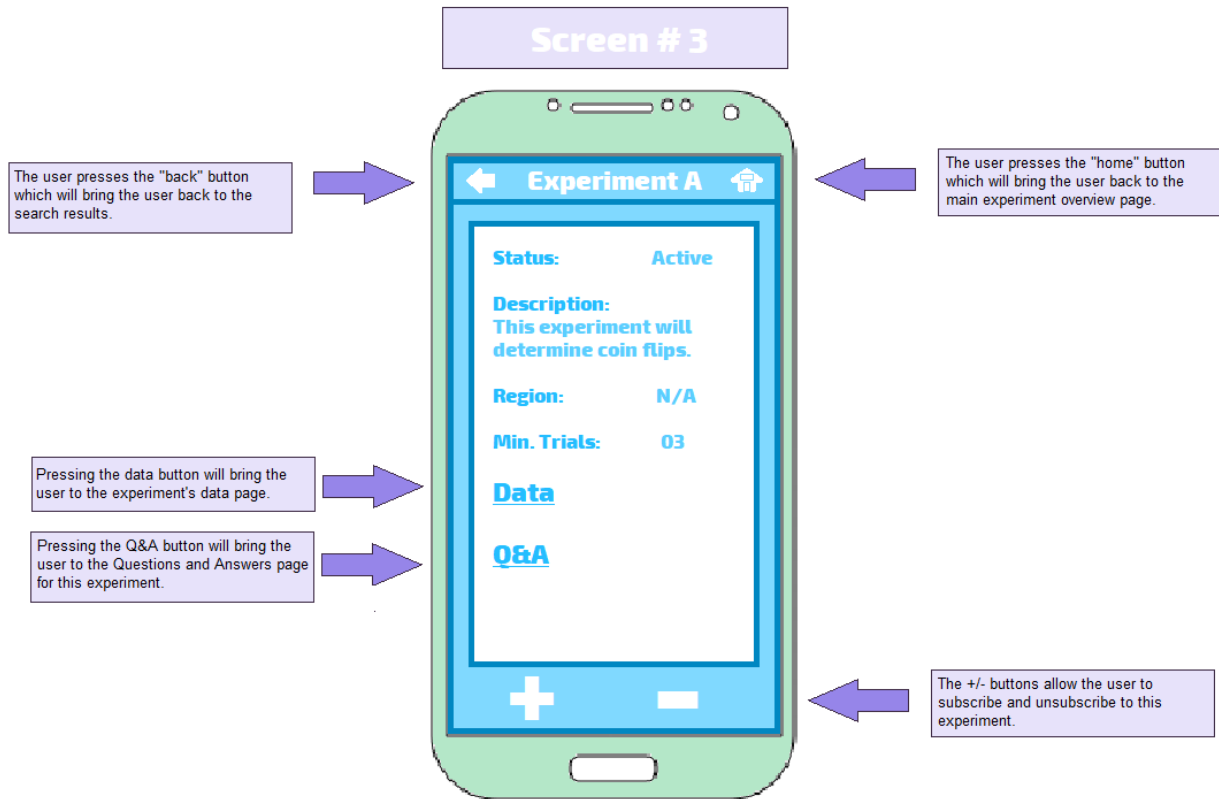 Screen # 3
The user presses the "back" button
which will bring the user back to the
search results.
Experiment A
The user presses the "home" button
which will bring the user back to the
main experiment overview page.
Status: Active
Description:
This experiment will
determine coin flips.
Region: N/A
Min. Trials: 03
Pressing the data button will bring the
user to the experiment's data page.
Data
Pressing the Q&A button will bring the
user to the Questions and Answers page
for this experiment.
Q&A
The +/- buttons allow the user to
subscribe and unsubscribe to this
experiment.